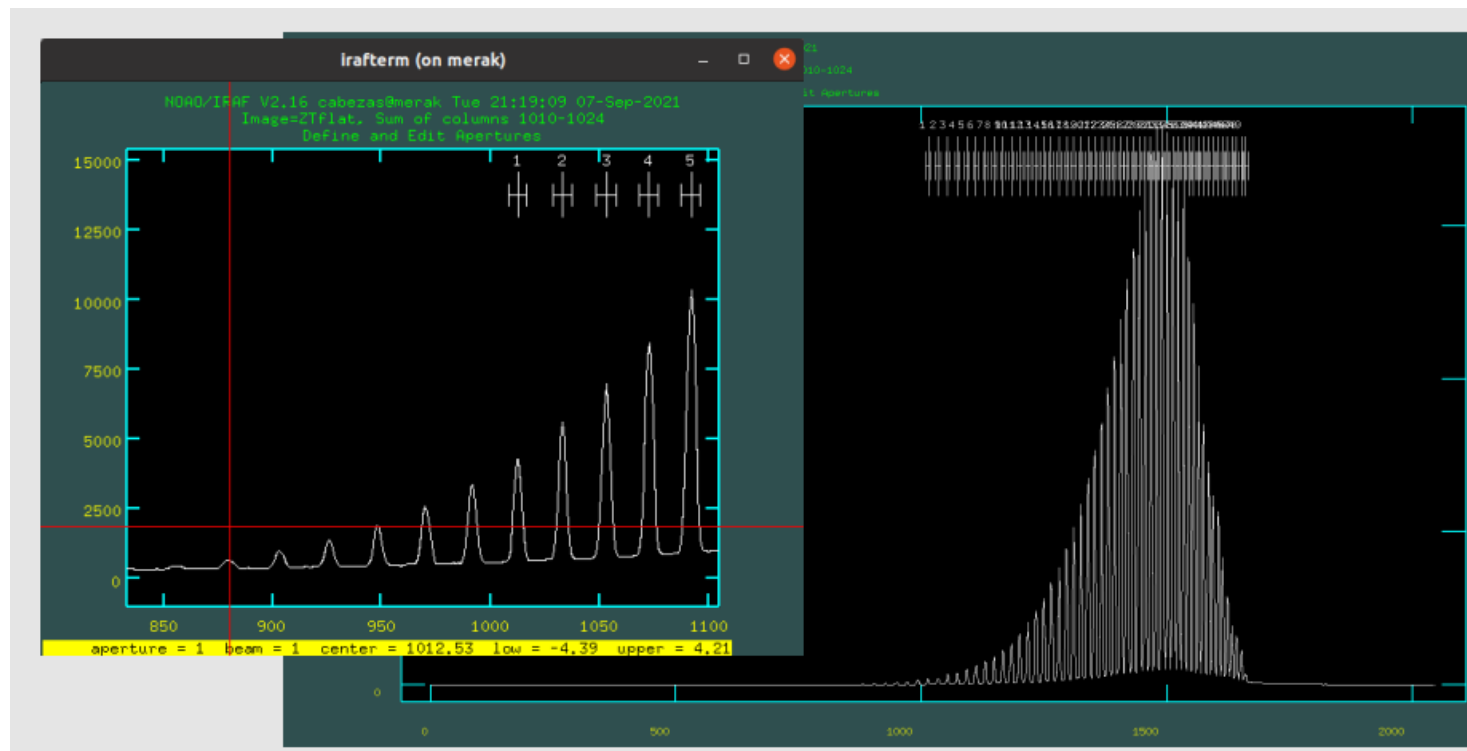 irafterm (on merak)
NOAO/IRAF V2.16 cabezas@merak Tue 21:19:09 07-Sep-2021
Image=ZTflat, Sum of columns 1010-1024
Define and Edit Apertures
15000
12500
10000
7500
5000
2500
0
1 2 3 4 5
850 900 950 1000 1050 1100
aperture = 1 beam = 1 center = 1012.53 low = -4.39 upper = 4.21
21
010-1024
it Apertures
1 2 3 4 5 6 7 8 9
0
0 500 1000 1500 2000